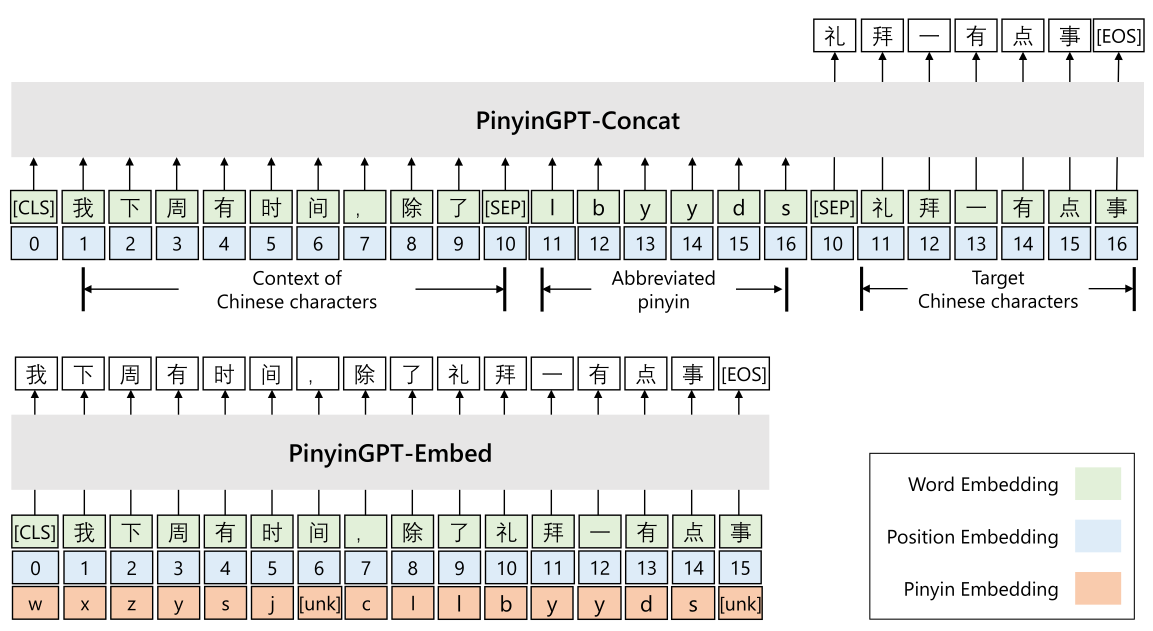 礼 拜 一 有 点 事 [EOS]
PinyinGPT-Concat
[CLS] 我 下 周 有 时 间 , 除 了 [SEP] l b y y d s [SEP] 礼 拜 一 有 点 事
0 1 2 3 4 5 6 7 8 9 10 11 12 13 14 15 16 10 11 12 13 14 15 16
Context of
Chinese characters
Abbreviated
pinyin
Target
Chinese characters
我 下 周 有 时 间 , 除 了 礼 拜 一 有 点 事 [EOS]
PinyinGPT-Embed
[CLS] 我 下 周 有 时 间 , 除 了 礼 拜 一 有 点 事
0 1 2 3 4 5 6 7 8 9 10 11 12 13 14 15
w x z y s j [unk] c l l b y y d s [unk]
Word Embedding
Position Embedding
Pinyin Embedding